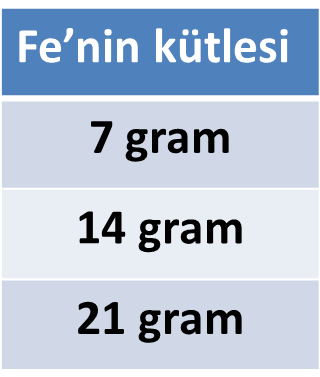 Fe’nin kütlesi
7 gram
14 gram
21 gram